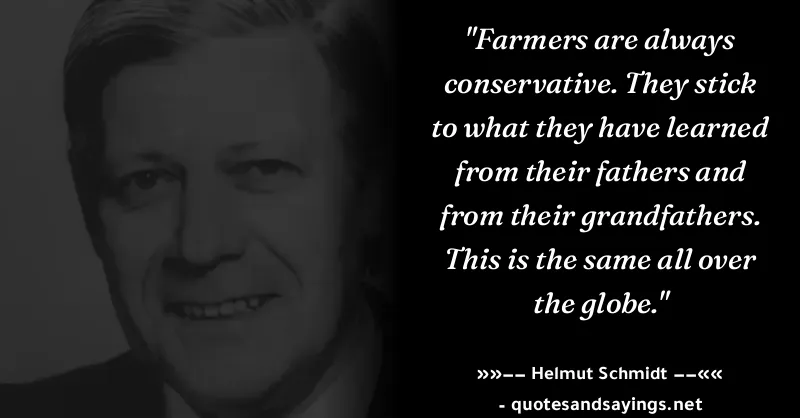 "Farmers are always
conservative. They stick
to what they have learned
from their fathers and
from their grandfathers.
This is the same all over
the globe."
»»–– Helmut Schmidt ––««
- quotesandsayings.net